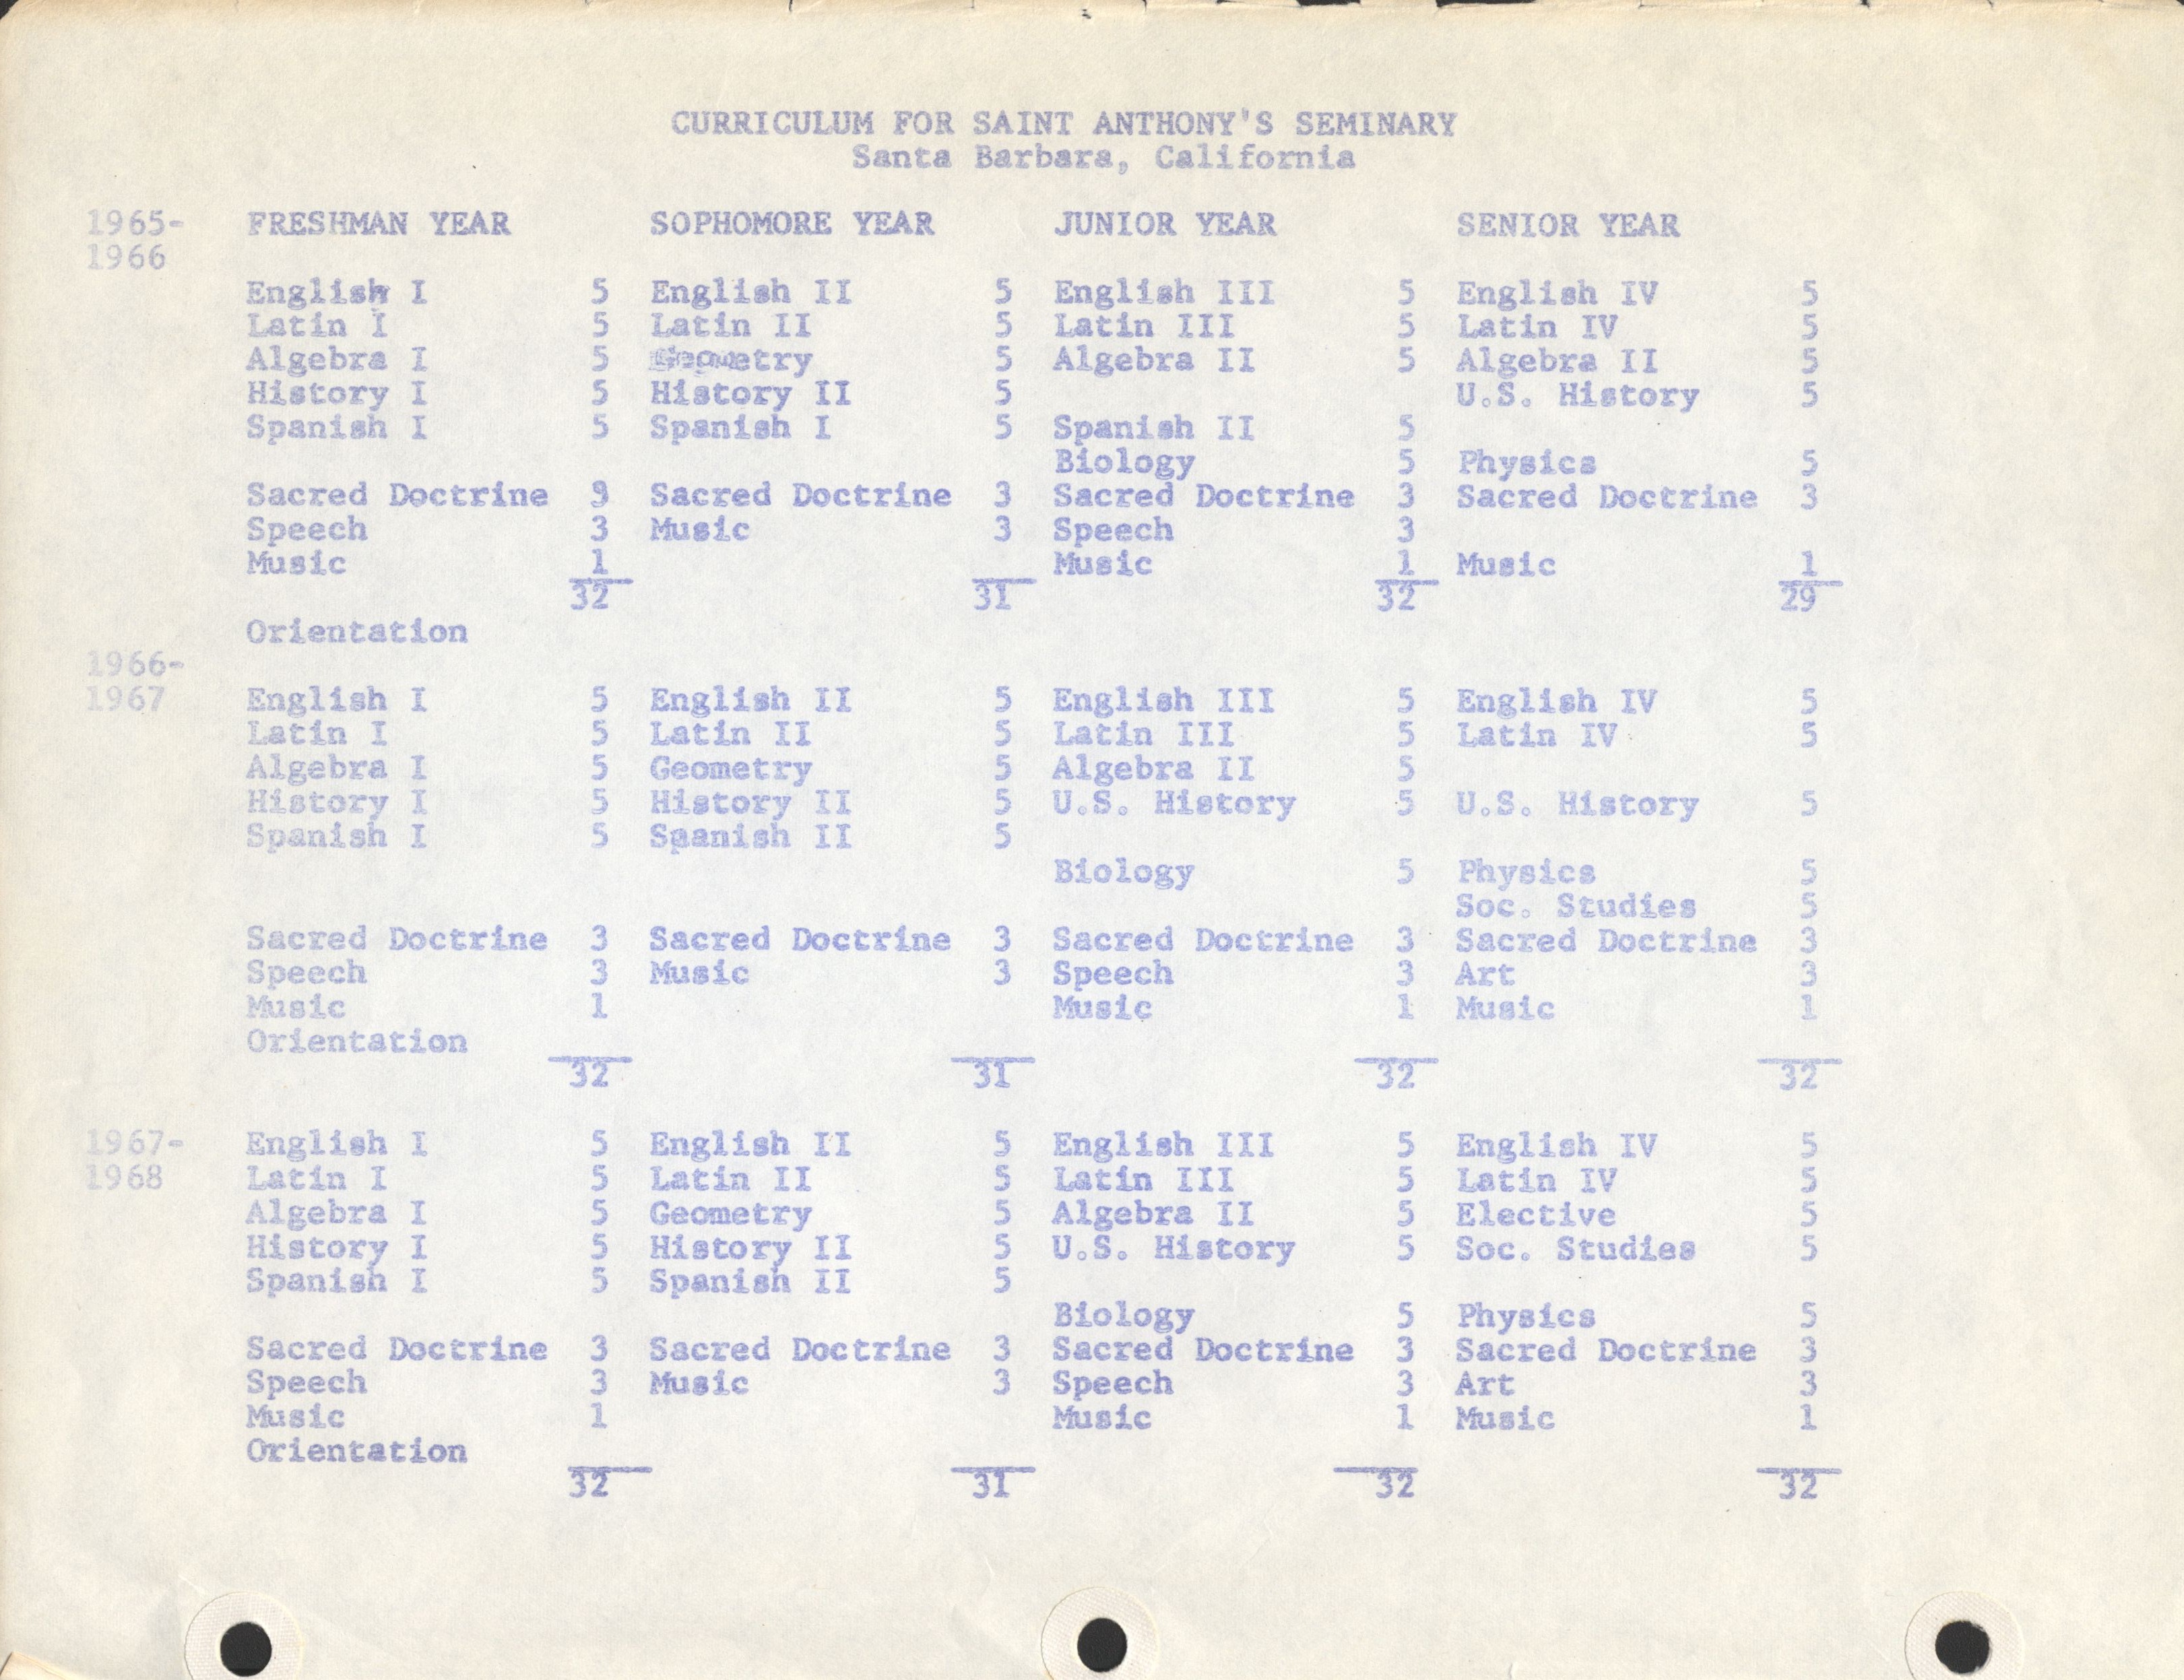 CURRICULUM FOR SAINT ANTHONY'S SEMINARY
Santa Barbara, California
1965- FRESHMAN YEAR SOPHOMORE YEAR JUNIOR YEAR SENIOR YEAR
1966
English I 5 English II 5 English III 5 English IV 5
Latin I 5 Latin II 5 Latin III 5 Latin IV 5
Algebra I 5 Geometry 5 Algebra II 5 Algebra II 5
History I 5 History II 5 U.S. History 5
Spanish I 5 Spanish I 5 Spanish II 5
Biology 5 Physics 5
Sacred Doctrine 3 Sacred Doctrine 3 Sacred Doctrine 3 Sacred Doctrine 3
Speech 3 Music 3 Speech 3
Music 1 Music 1 Music 1
32 31 32 29
Orientation
1966-
1967 English I 5 English II 5 English III 5 English IV 5
Latin I 5 Latin II 5 Latin III 5 Latin IV 5
Algebra I 5 Geometry 5 Algebra II 5
History I 5 History II 5 U.S. History 5 U.S. History 5
Spanish I 5 Spanish II 5
Biology 5 Physics 5
Soc. Studies 5
Sacred Doctrine 3 Sacred Doctrine 3 Sacred Doctrine 3 Sacred Doctrine 3
Speech 3 Music 3 Speech 3 Art 3
Music 1 Music 1 Music 1
Orientation
32 31 32 32
1967- English I 5 English II 5 English III 5 English IV 5
1968 Latin I 5 Latin II 5 Latin III 5 Latin IV 5
Algebra I 5 Geometry 5 Algebra II 5 Elective 5
History I 5 History II 5 U.S. History 5 Soc. Studies 5
Spanish I 5 Spanish II 5
Biology 5 Physics 5
Sacred Doctrine 3 Sacred Doctrine 3 Sacred Doctrine 3 Sacred Doctrine 3
Speech 3 Music 3 Speech 3 Art 3
Music 1 Music 1 Music 1
Orientation
32 31 32 32